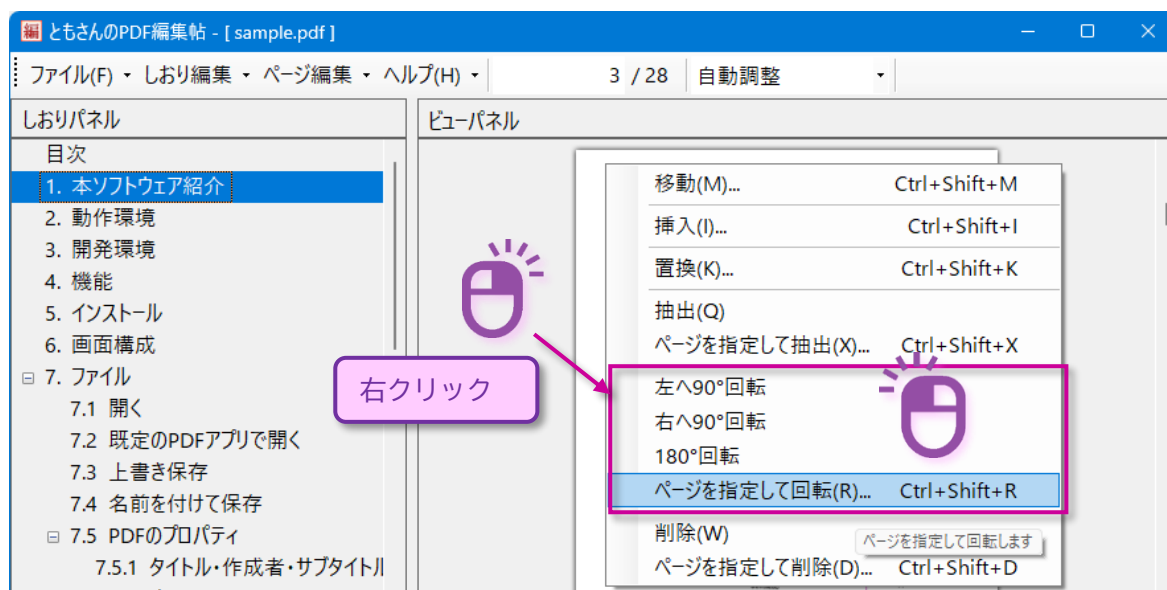 編 ともさんのPDF編集帖 - [ sample.pdf ]
ファイル(F) しおり編集 ページ編集 ヘルプ(H) 3 / 28 自動調整
しおりパネル
目次
1. 本ソフトウェア紹介
2. 動作環境
3. 開発環境
4. 機能
5. インストール
6. 画面構成
7. ファイル
7.1 開く
7.2 既定のPDFアプリで開く
7.3 上書き保存
7.4 名前を付けて保存
7.5 PDFのプロパティ
7.5.1 タイトル・作成者・サブタイトル
ビューパネル
移動(M)... Ctrl+Shift+M
挿入(I)... Ctrl+Shift+I
置換(K)... Ctrl+Shift+K
抽出(Q)
ページを指定して抽出(X)... Ctrl+Shift+X
左へ90°回転
右へ90°回転
180°回転
ページを指定して回転(R)... Ctrl+Shift+R
削除(W)
ページを指定して回転します
ページを指定して削除(D)... Ctrl+Shift+D
右クリック